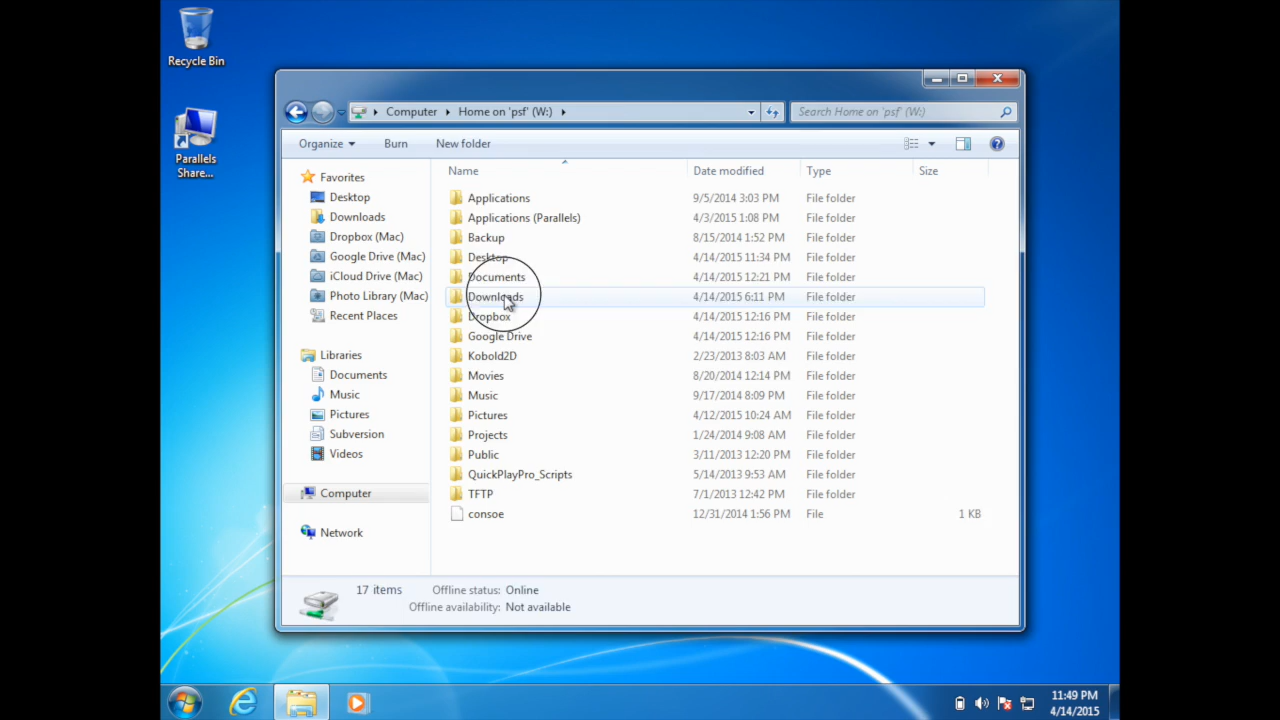 Recycle Bin
Parallels
Share...
Computer
Home on 'psf' (W:)
Search Home on 'psf' (W:)
Organize
Burn
New folder
Name
Date modified
Type
Size
Favorites
Desktop
Downloads
Dropbox (Mac)
Google Drive (Mac)
iCloud Drive (Mac)
Photo Library (Mac)
Recent Places
Libraries
Documents
Music
Pictures
Subversion
Videos
Computer
Network
Applications 9/5/2014 3:03 PM File folder
Applications (Parallels) 4/3/2015 1:08 PM File folder
Backup 8/15/2014 1:52 PM File folder
Desktop 4/14/2015 11:34 PM File folder
Documents 4/14/2015 12:21 PM File folder
Downloads 4/14/2015 6:11 PM File folder
Dropbox 4/14/2015 12:16 PM File folder
Google Drive 4/14/2015 12:16 PM File folder
Kobold2D 2/23/2013 8:03 AM File folder
Movies 8/20/2014 12:14 PM File folder
Music 9/17/2014 8:09 PM File folder
Pictures 4/12/2015 10:24 AM File folder
Projects 1/24/2014 9:08 AM File folder
Public 3/11/2013 12:20 PM File folder
QuickPlayPro_Scripts 5/14/2013 9:53 AM File folder
TFTP 7/1/2013 12:42 PM File folder
consoe 12/31/2014 1:56 PM File 1 KB
17 items
Offline status: Online
Offline availability: Not available
11:49 PM
4/14/2015